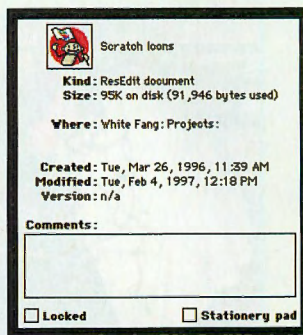 Scratch Icons
Kind: ResEdit document
Size: 95K on disk (91,946 bytes used)
Where: White Fang: Projects:
Created: Tue, Mar 26, 1996, 11:39 AM
Modified: Tue, Feb 4, 1997, 12:18 PM
Version: n/a
Comments:
Locked
Stationery pad